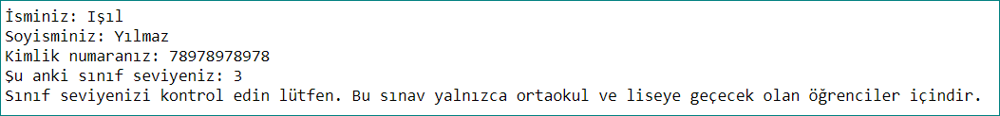 İsminiz: Işıl
Soyisminiz: Yılmaz
Kimlik numaranız: 78978978978
Şu anki sınıf seviyeniz: 3
Sınıf seviyenizi kontrol edin lütfen. Bu sınav yalnızca ortaokul ve liseye geçecek olan öğrenciler içindir.